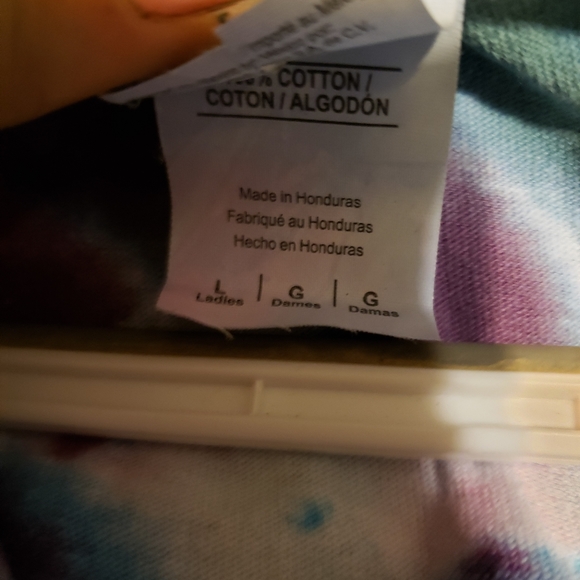 COTTON /
COTON / ALGODÓN
Made in Honduras
Fabriqué au Honduras
Hecho en Honduras
L | G | G
Ladies Dames Damas